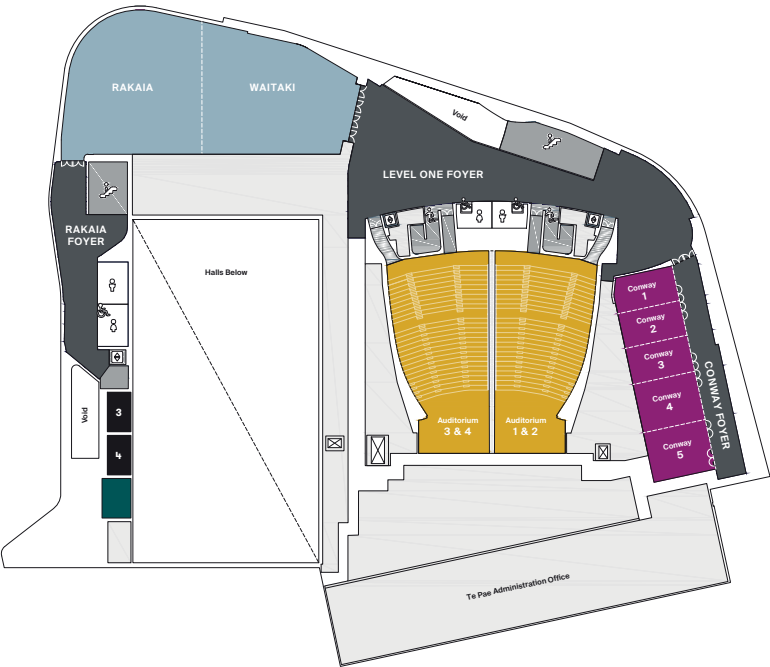 RAKAIA
WAITAKI
Void
LEVEL ONE FOYER
RAKAIA
FOYER
Halls Below
Conway
1
Conway
2
Conway
3
Conway
4
Conway
5
CONWAY FOYER
Void
3
4
Auditorium
3 & 4
Auditorium
1 & 2
Te Pae Administration Office